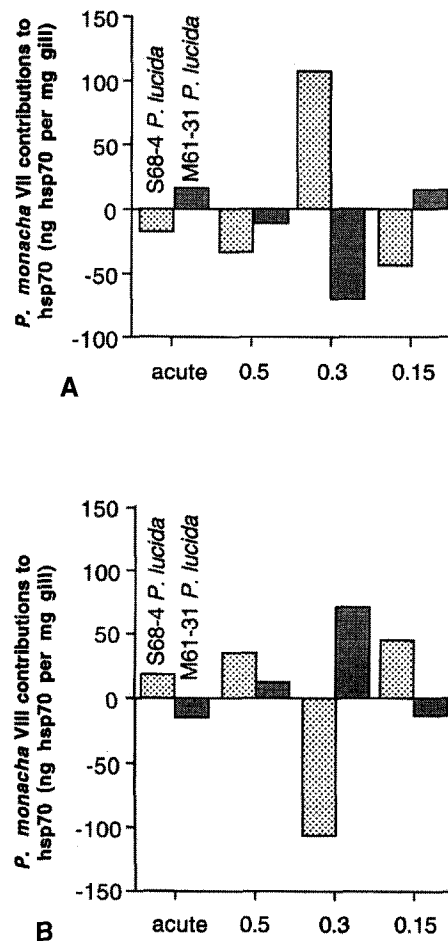 P. monacha VII contributions to
hsp70 (ng hsp70 per mg gill)
150
100
50
0
-50
-100
S68-4 P. lucida
M61-31 P. lucida
acute 0.5 0.3 0.15
A
P. monacha VIII contributions to
hsp70 (ng hsp70 per mg gill)
150
100
50
0
-50
-100
-150
S68-4 P. lucida
M61-31 P. lucida
acute 0.5 0.3 0.15
B